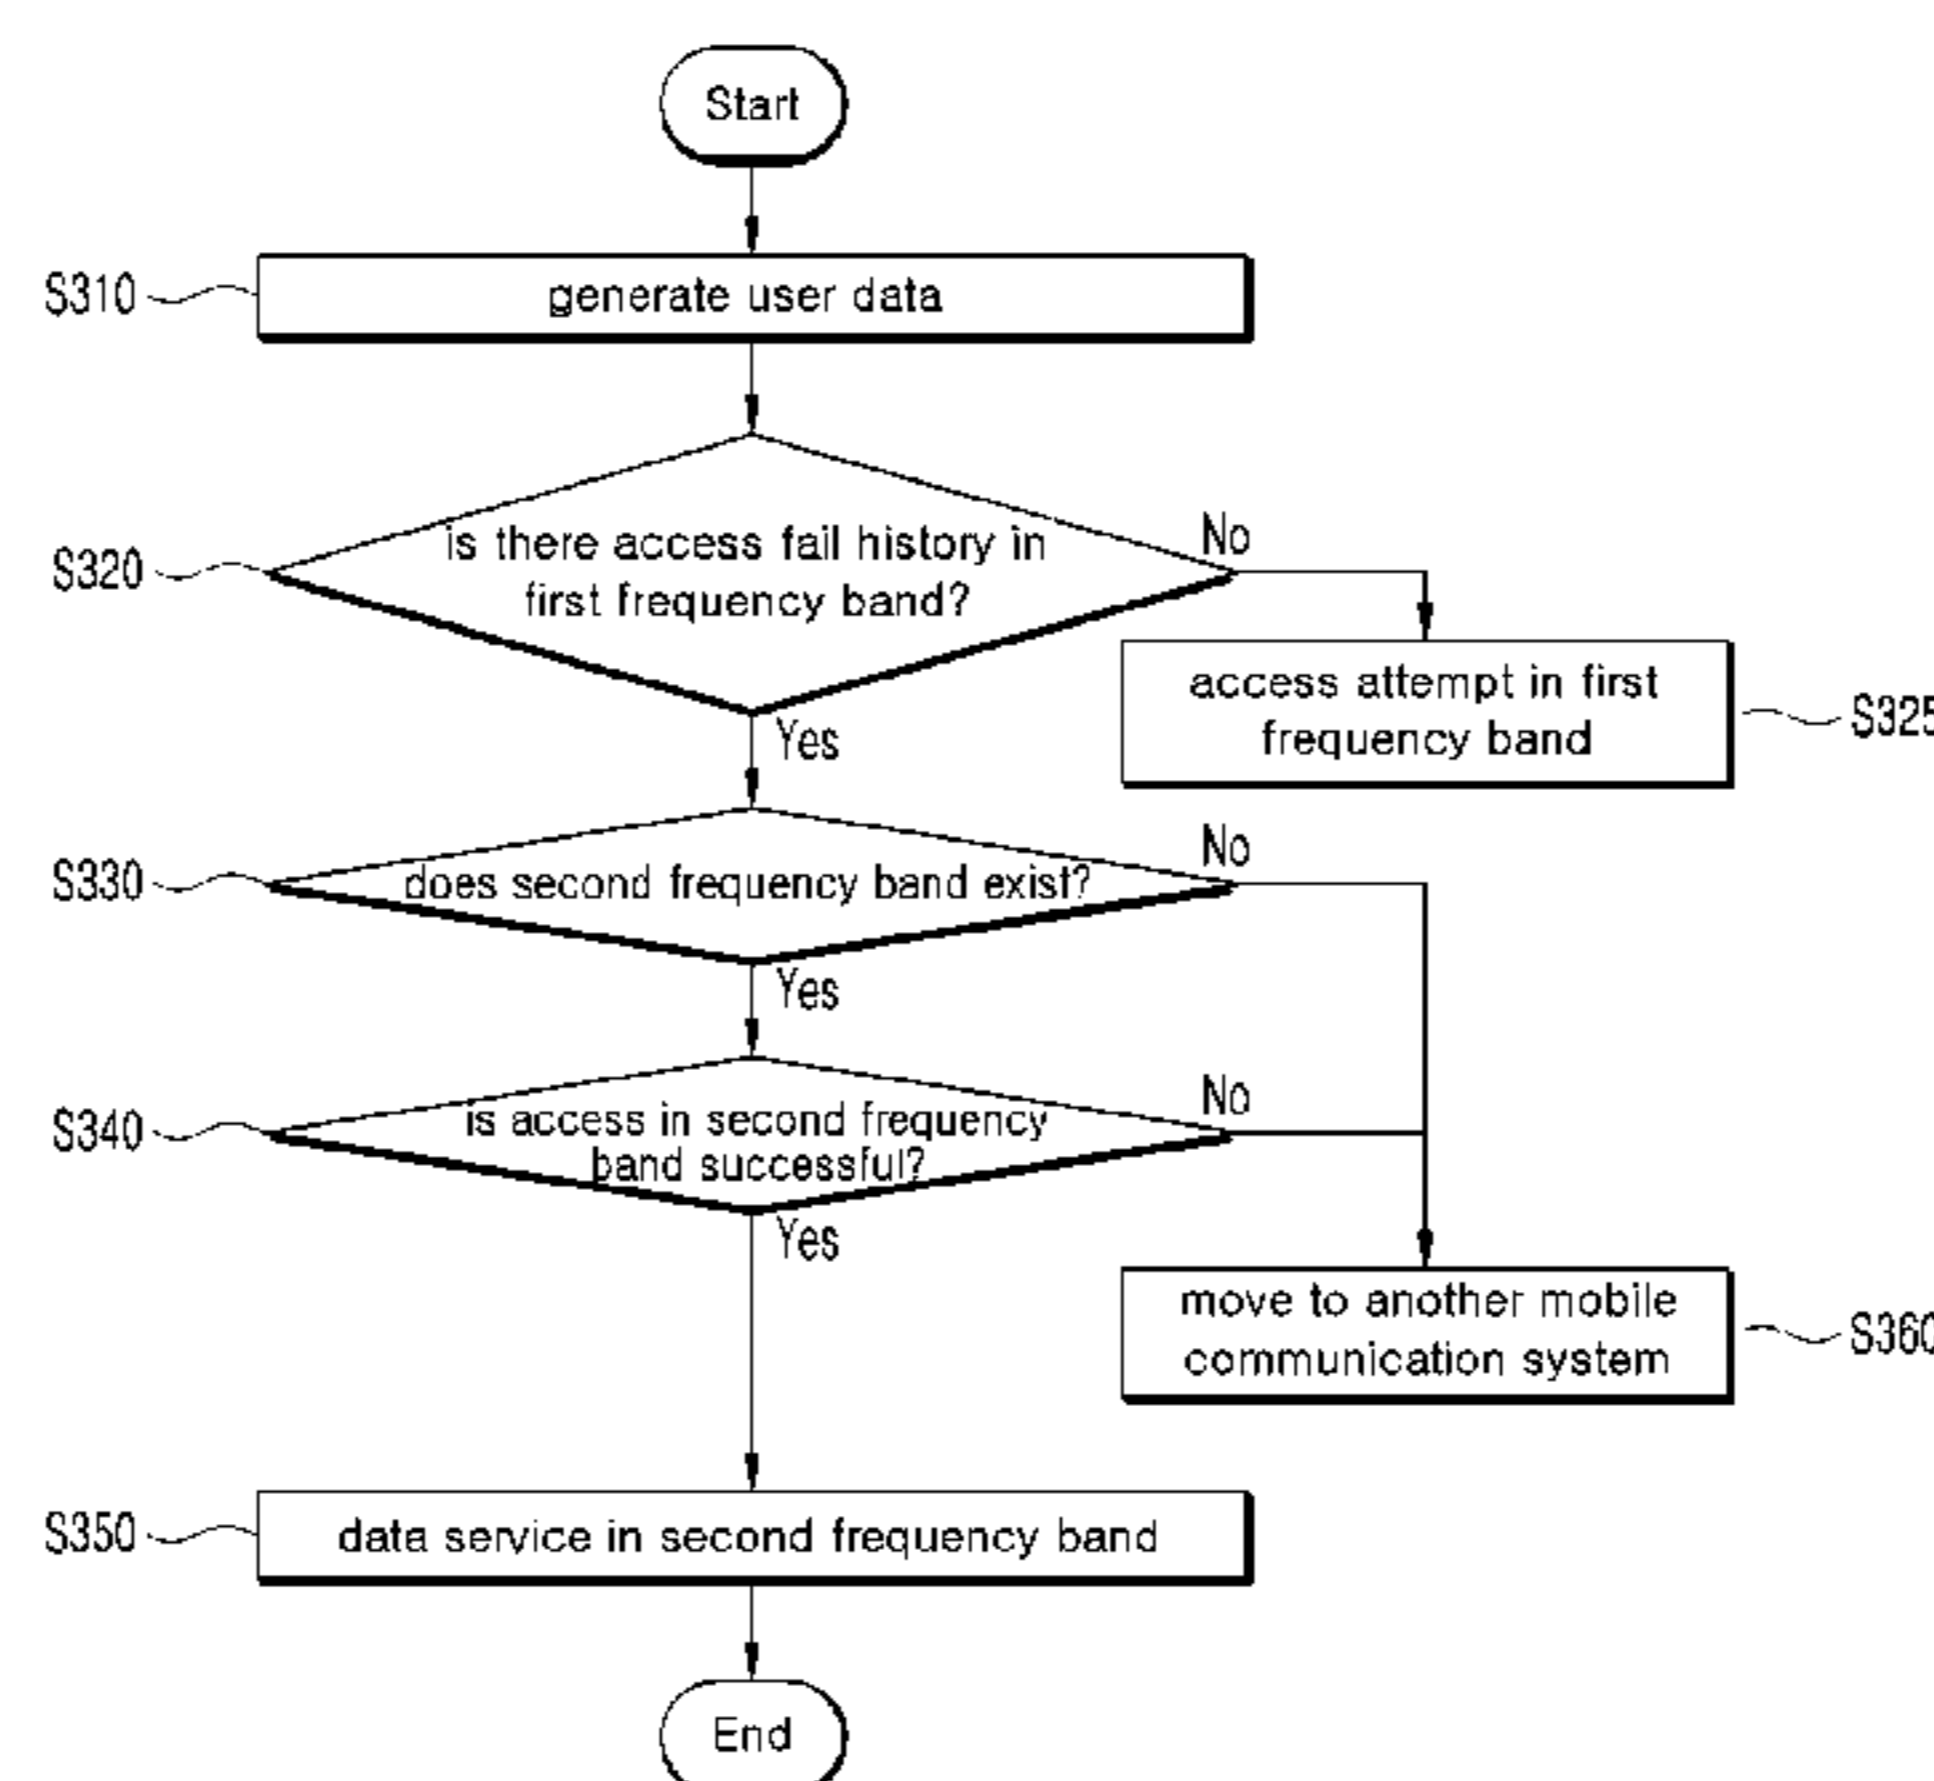 Start
S310
generate user data
S320
is there access fail history in
first frequency band?
No
Yes
access attempt in first
frequency band
S325
S330
does second frequency band exist?
No
Yes
S340
is access in second frequency
band successful?
No
Yes
move to another mobile
communication system
S360
S350
data service in second frequency band
End